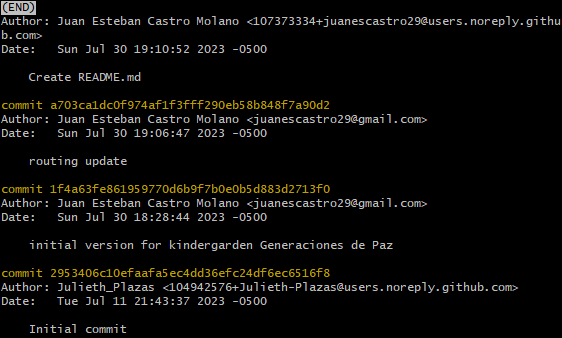 (END)
Author: Juan Esteban Castro Molano <107373334+juanescastro29@users.noreply.githu
b.com>
Date:   Sun Jul 30 19:10:52 2023 -0500
Create README.md
commit a703ca1dc0f974af1f3fff290eb58b848f7a90d2
Author: Juan Esteban Castro Molano <juanescastro29@gmail.com>
Date:   Sun Jul 30 19:06:47 2023 -0500
routing update
commit 1f4a63fe861959770d6b9f7b0e0b5d883d2713f0
Author: Juan Esteban Castro Molano <juanescastro29@gmail.com>
Date:   Sun Jul 30 18:28:44 2023 -0500
initial version for kindergarden Generaciones de Paz
commit 2953406c10efaafa5ec4dd36efc24df6ec6516f8
Author: Julieth_Plazas <104942576+Julieth-Plazas@users.noreply.github.com>
Date:   Tue Jul 11 21:43:37 2023 -0500
Initial commit